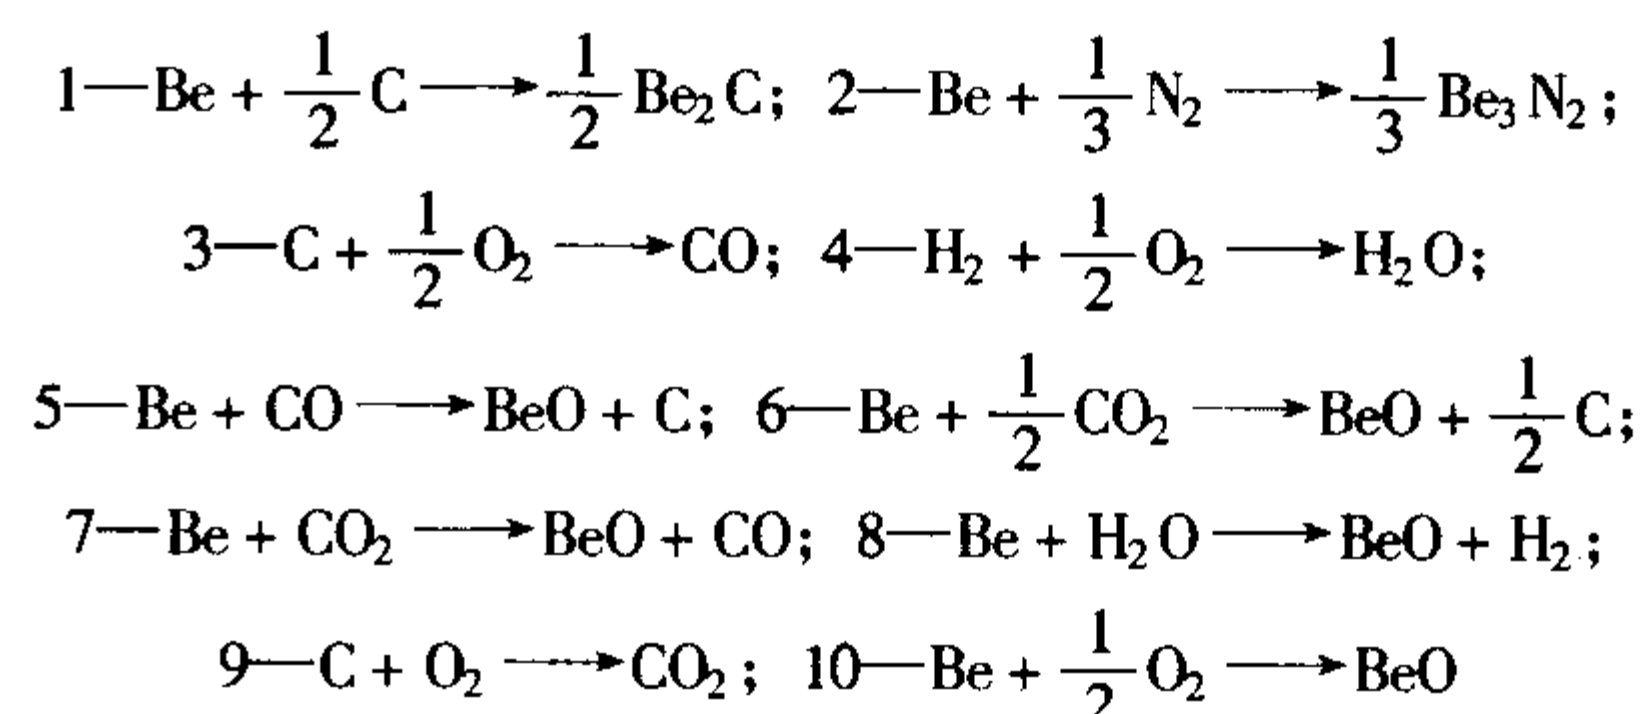 1—Be + 1/2 C ⟶ 1/2 Be₂C; 2—Be + 1/3 N₂ ⟶ 1/3 Be₃N₂;
3—C + 1/2 O₂ ⟶ CO; 4—H₂ + 1/2 O₂ ⟶ H₂O;
5—Be + CO ⟶ BeO + C; 6—Be + 1/2 CO₂ ⟶ BeO + 1/2 C;
7—Be + CO₂ ⟶ BeO + CO; 8—Be + H₂O ⟶ BeO + H₂;
9—C + O₂ ⟶ CO₂; 10—Be + 1/2 O₂ ⟶ BeO